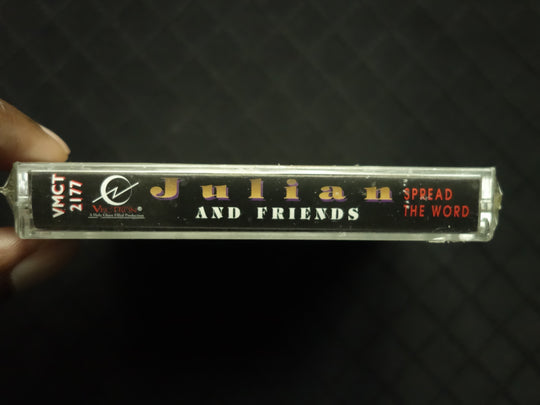 VMCT
2177
Julian
AND FRIENDS
SPREAD
THE WORD